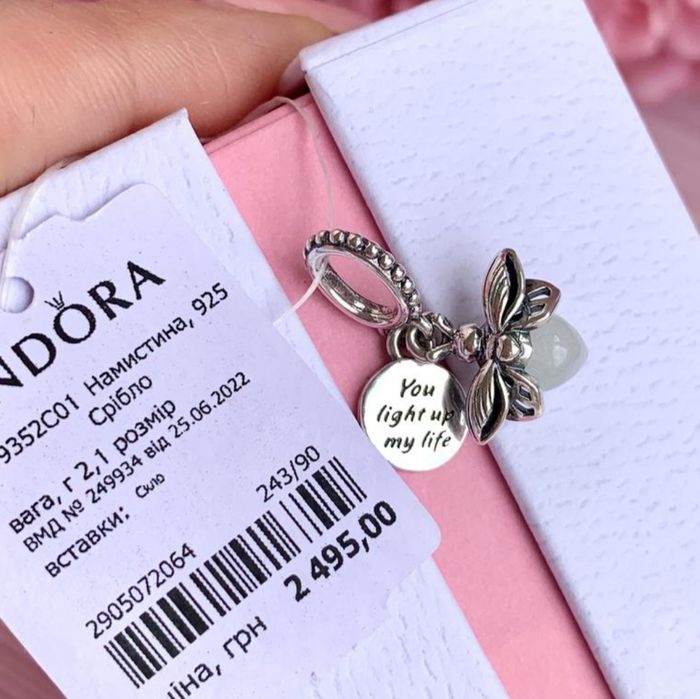 NDORA
9352C01 Намистина, 925
Срібло
вага, г 2,1 розмір
ВМД № 249934 від 25.06.2022
вставки: Скло
243/90
2905072064
іна, грн 2 495,00
You
light up
my life